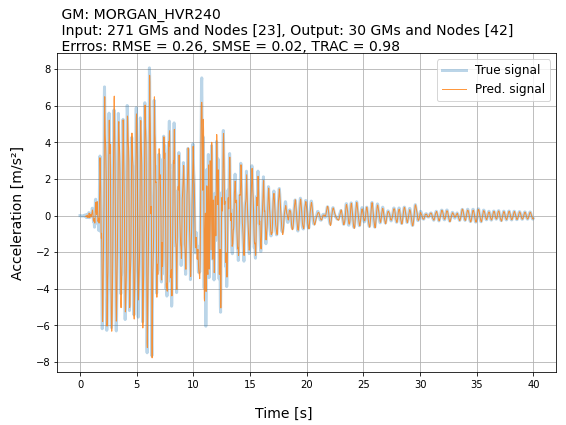 GM: MORGAN_HVR240
Input: 271 GMs and Nodes [23], Output: 30 GMs and Nodes [42]
Erros: RMSE = 0.26, SMSE = 0.02, TRAC = 0.98
True signal
Pred. signal
Acceleration [m/s²]
8
6
4
2
0
−2
−4
−6
−8
0
5
10
15
20
25
30
35
40
Time [s]